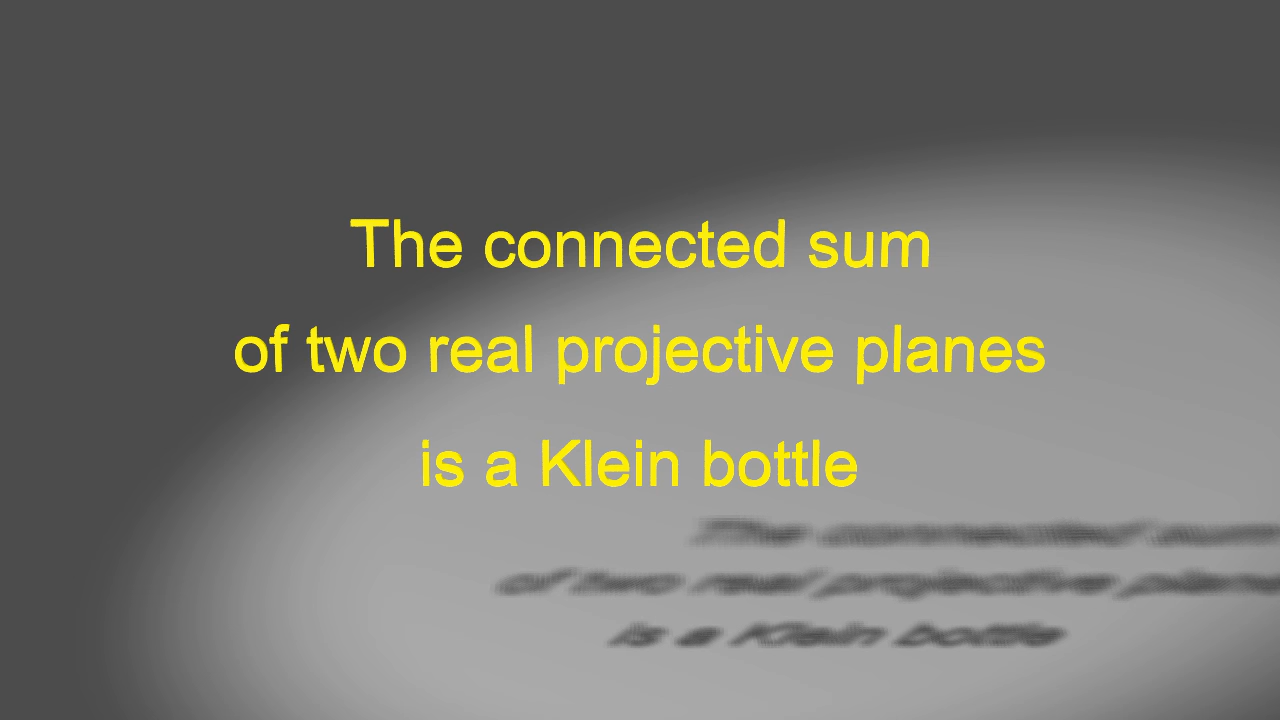 The connected sum
of two real projective planes
is a Klein bottle